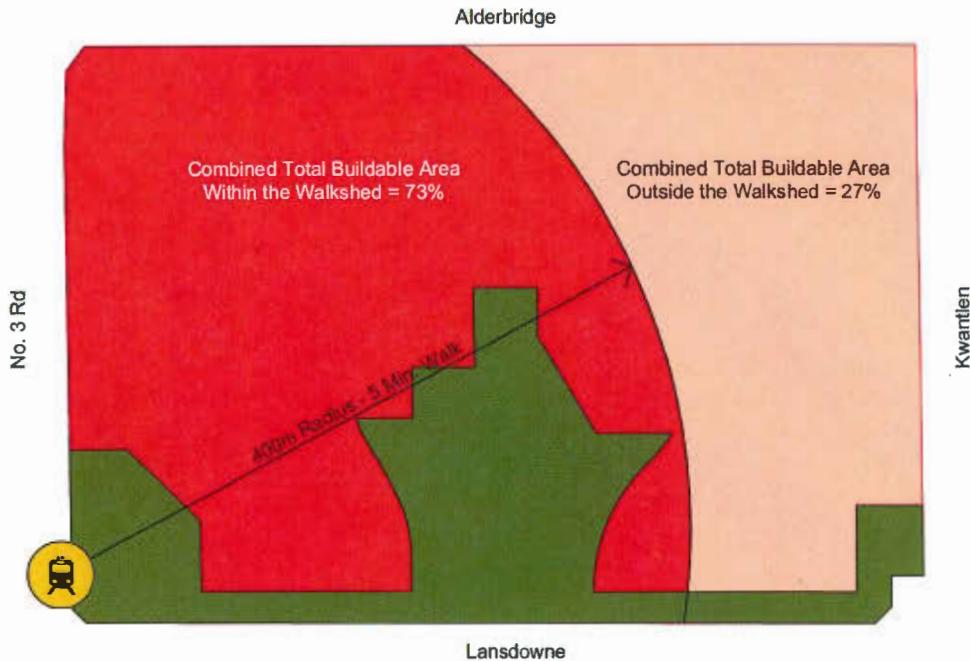 Alderbridge
Combined Total Buildable Area
Within the Walkshed = 73%
Combined Total Buildable Area
Outside the Walkshed = 27%
No. 3 Rd
400m Radius - 5 Min. Walk
Kwantlen
Lansdowne